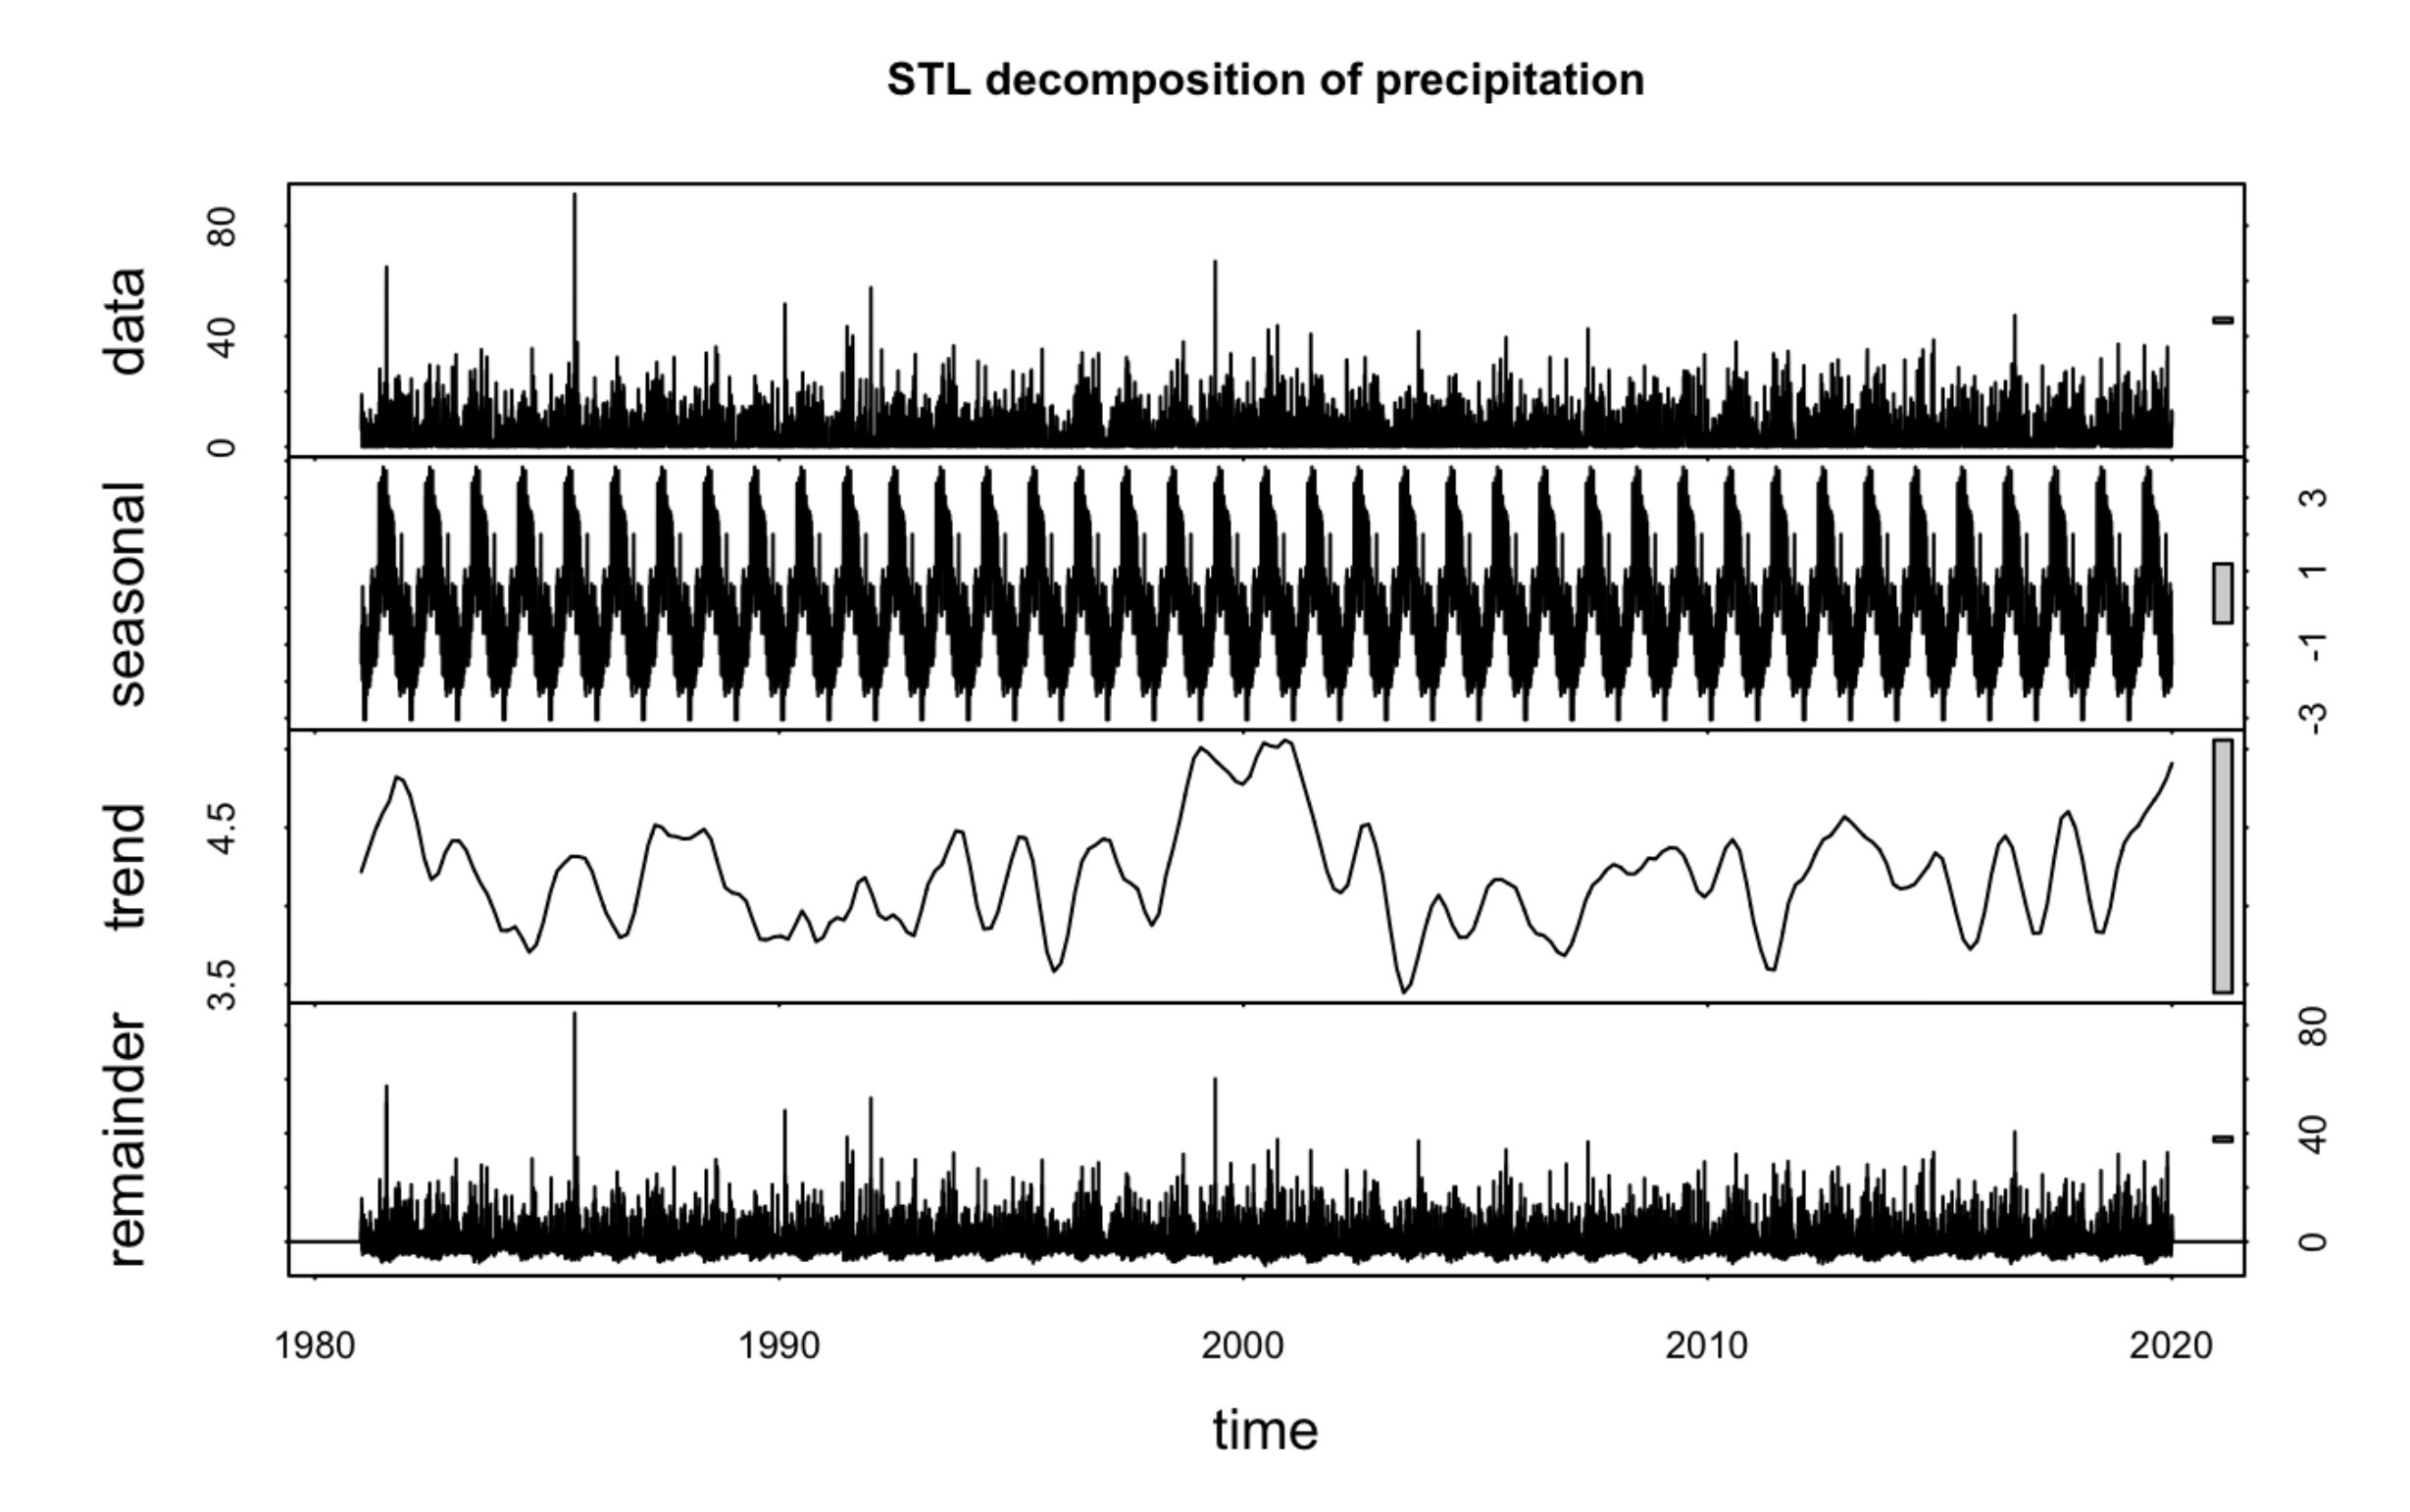 STL decomposition of precipitation
data
0 40 80
seasonal
-3 -1 1 3
trend
3.5 4.5
remainder
0 40 80
1980 1990 2000 2010 2020
time